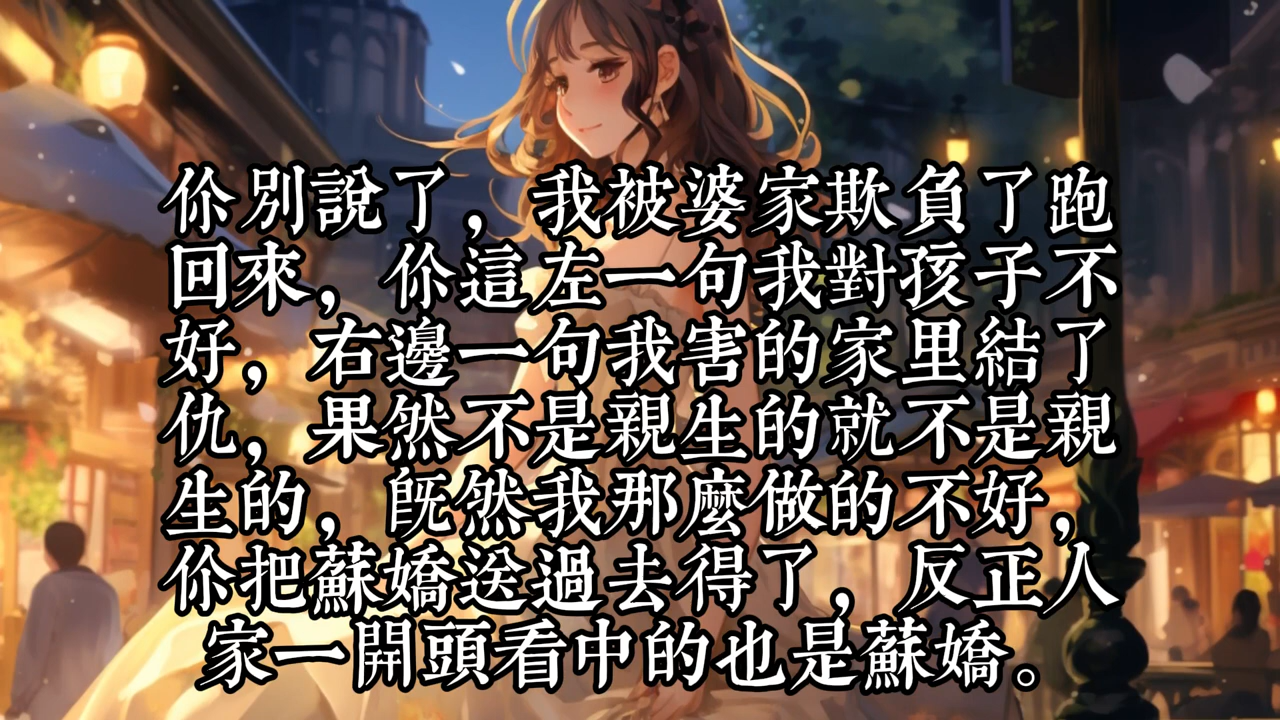 你別說了，我被婆家欺負了跑
回來，你這左一句我對孩子不
好，右邊一句我害的家里結了
仇，果然不是親生的就不是親
生的，既然我那麼做的不好，
你把蘇嬌送過去得了，反正人
家一開頭看中的也是蘇嬌。